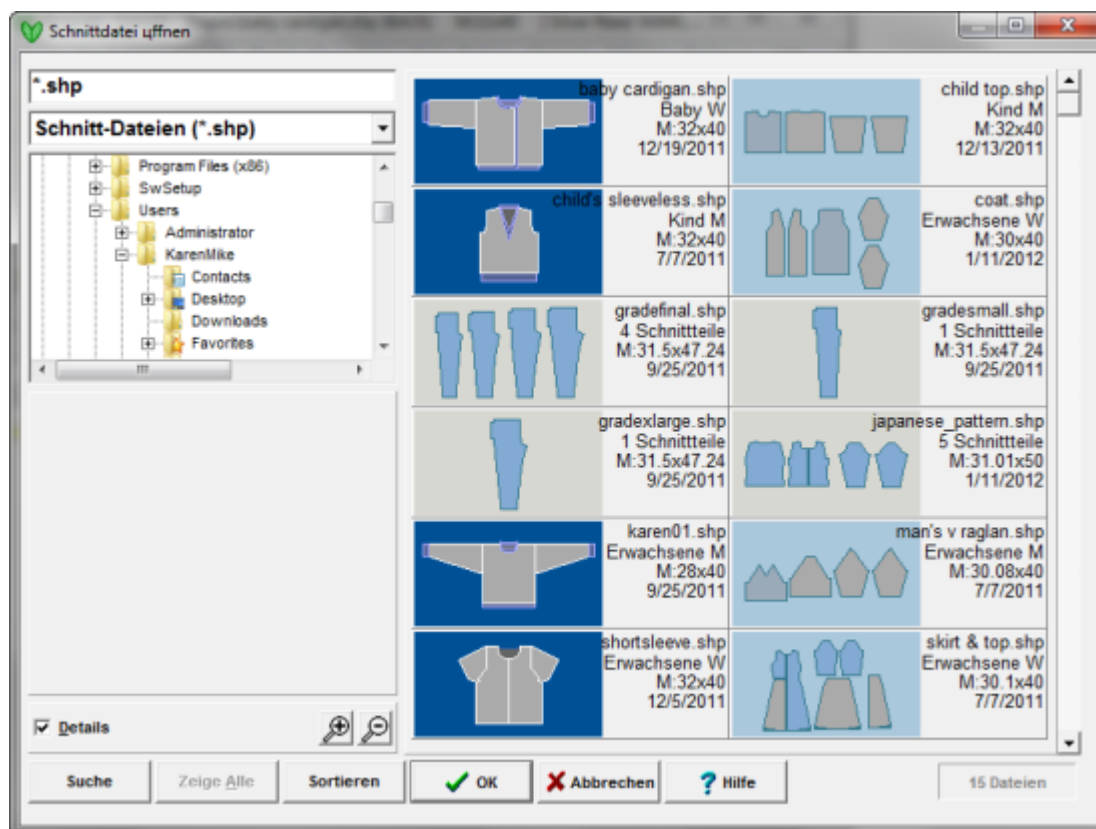 Schnittdatei цffnen
*.shp
Schnitt-Dateien (*.shp)
Program Files (x86)
SwSetup
Users
Administrator
KarenMike
Contacts
Desktop
Downloads
Favorites
Details
baby cardigan.shp
Baby W
M:32x40
12/19/2011
child top.shp
Kind M
M:32x40
12/13/2011
child's sleeveless.shp
Kind M
M:32x40
7/7/2011
coat.shp
Erwachsene W
M:30x40
1/11/2012
gradefinal.shp
4 Schnittteile
M:31.5x47.24
9/25/2011
gradesmall.shp
1 Schnittteile
M:31.5x47.24
9/25/2011
gradexlarge.shp
1 Schnittteile
M:31.5x47.24
9/25/2011
japanese_pattern.shp
5 Schnittteile
M:31.01x50
1/11/2012
karen01.shp
Erwachsene M
M:28x40
9/25/2011
man's v raglan.shp
Erwachsene M
M:30.08x40
7/7/2011
shortsleeve.shp
Erwachsene W
M:32x40
12/5/2011
skirt & top.shp
Erwachsene W
M:30.1x40
7/7/2011
Suche
Zeige Alle
Sortieren
OK
Abbrechen
? Hilfe
15 Dateien